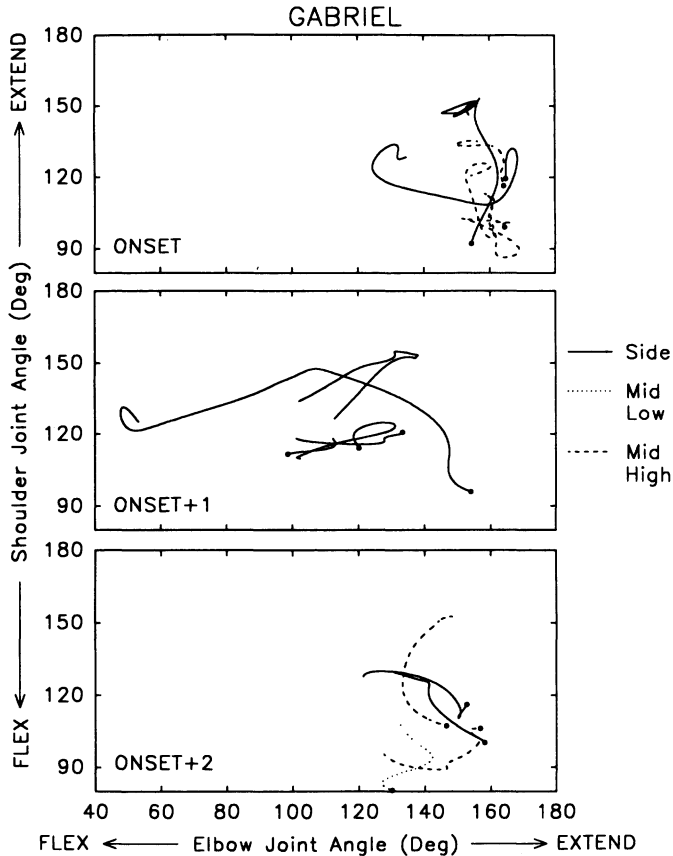 GABRIEL
Shoulder Joint Angle (Deg)
EXTEND
FLEX
180
150
120
90
ONSET
180
150
120
90
ONSET+1
180
150
120
90
ONSET+2
Side
Mid
Low
Mid
High
40 60 80 100 120 140 160 180
FLEX Elbow Joint Angle (Deg) EXTEND